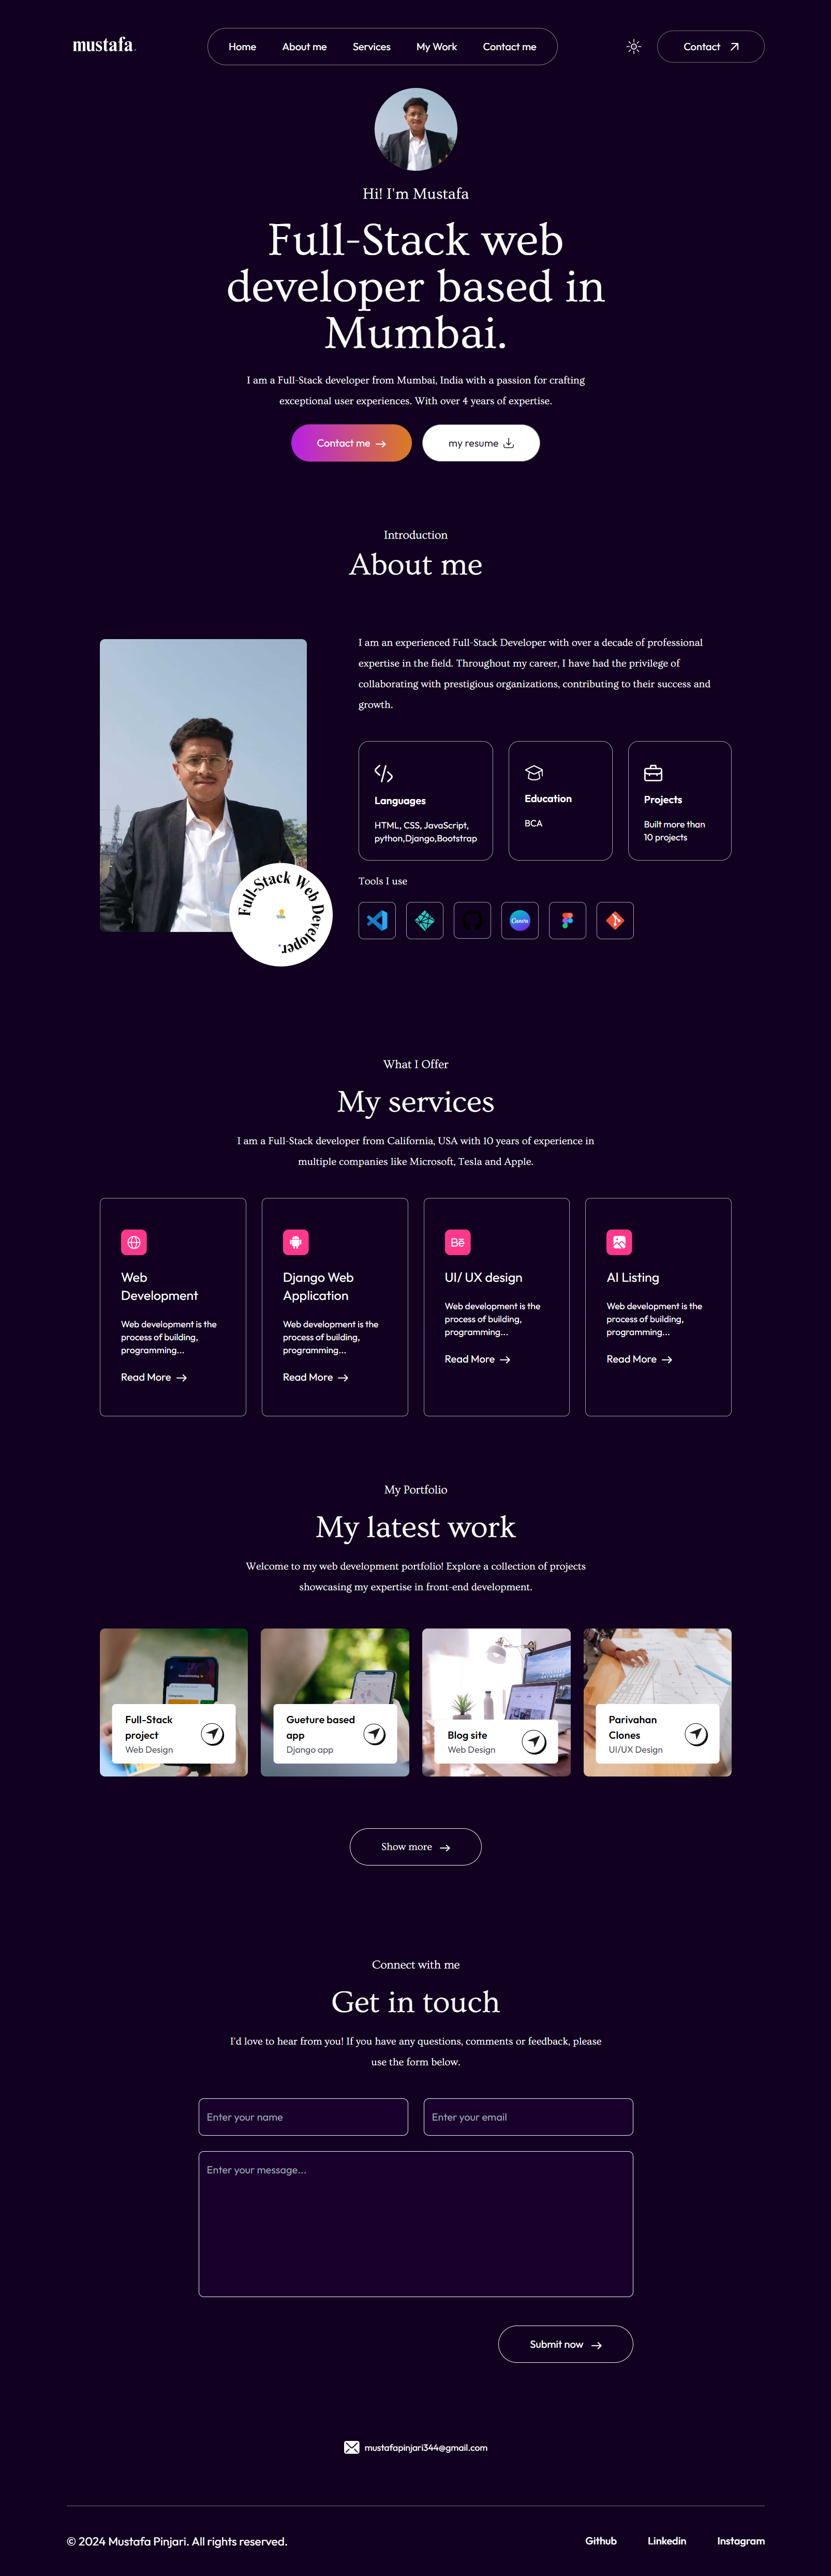 mustafa.
Home About me Services My Work Contact me
Contact
Hi! I'm Mustafa
Full-Stack web
developer based in
Mumbai.
I am a Full-Stack developer from Mumbai, India with a passion for crafting
exceptional user experiences. With over 4 years of expertise.
Contact me
my resume
Introduction
About me
I am an experienced Full-Stack Developer with over a decade of professional
expertise in the field. Throughout my career, I have had the privilege of
collaborating with prestigious organizations, contributing to their success and
growth.
Languages
HTML, CSS, JavaScript,
python,Django,Bootstrap
Education
BCA
Projects
Built more than
10 projects
Full-Stack Web Developer
Tools I use
Canva
What I Offer
My services
I am a Full-Stack developer from California, USA with 10 years of experience in
multiple companies like Microsoft, Tesla and Apple.
Web
Development
Web development is the
process of building,
programming...
Read More
Django Web
Application
Web development is the
process of building,
programming...
Read More
UI/ UX design
Web development is the
process of building,
programming...
Read More
AI Listing
Web development is the
process of building,
programming...
Read More
My Portfolio
My latest work
Welcome to my web development portfolio! Explore a collection of projects
showcasing my expertise in front-end development.
Full-Stack
project
Web Design
Gueture based
app
Django app
Blog site
Web Design
Parivahan
Clones
UI/UX Design
Show more
Connect with me
Get in touch
I'd love to hear from you! If you have any questions, comments or feedback, please
use the form below.
Enter your name
Enter your email
Enter your message...
Submit now
mustafapinjari344@gmail.com
© 2024 Mustafa Pinjari. All rights reserved.
Github Linkedin Instagram